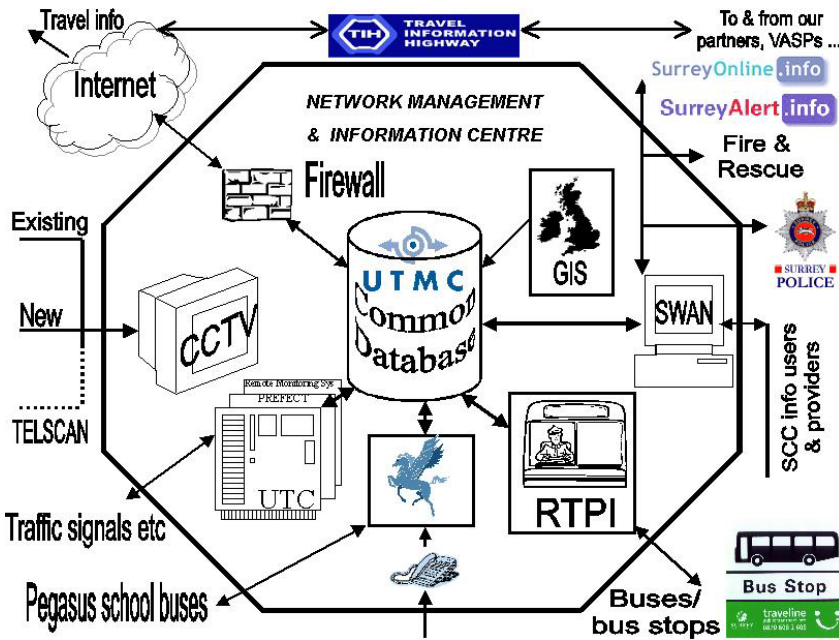 Travel info
TIH
TRAVEL
INFORMATION
HIGHWAY
To & from our
partners, VASPs ...
Internet
SurreyOnline.info
SurreyAlert.info
NETWORK MANAGEMENT
& INFORMATION CENTRE
Fire &
Rescue
Firewall
GIS
Existing
UTMC
Common
Database
SURREY
POLICE
New
CCTV
SWAN
TELSCAN
Remote Monitoring Sys
PREFECT
UTC
SCC info users
& providers
RTPI
Traffic signals etc
Pegasus school buses
Buses/
bus stops
Bus Stop
traveline